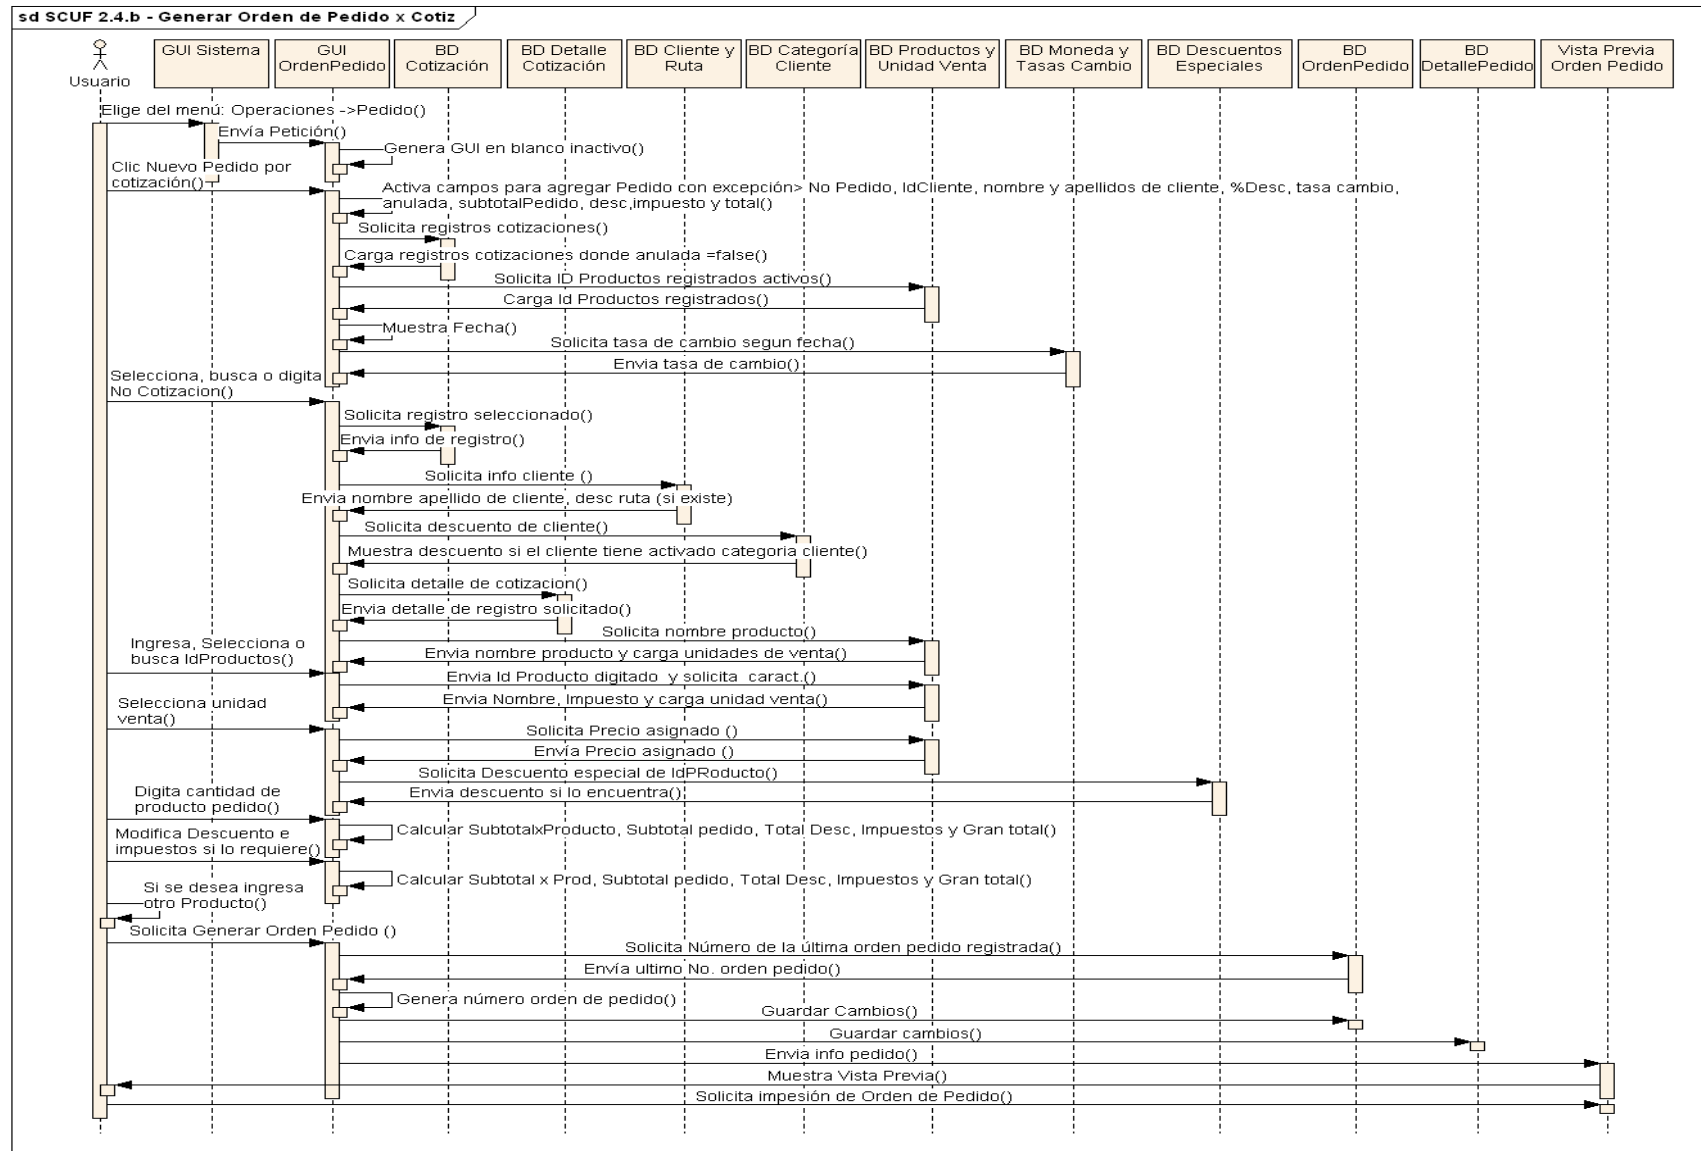 sd SCUF 2.4.b - Generar Orden de Pedido x Cotiz
Usuario
GUI Sistema
GUI
OrdenPedido
BD
Cotización
BD Detalle
Cotización
BD Cliente y
Ruta
BD Categoría
Cliente
BD Productos y
Unidad Venta
BD Moneda y
Tasas Cambio
BD Descuentos
Especiales
BD
OrdenPedido
BD
DetallePedido
Vista Previa
Orden Pedido
Elige del menú: Operaciones ->Pedido()
Envía Petición()
Genera GUI en blanco inactivo()
Clic Nuevo Pedido por
cotización()
Activa campos para agregar Pedido con excepción> No Pedido, IdCliente, nombre y apellidos de cliente, %Desc, tasa cambio,
anulada, subtotalPedido, desc,impuesto y total()
Solicita registros cotizaciones()
Carga registros cotizaciones donde anulada =false()
Solicita ID Productos registrados activos()
Carga Id Productos registrados()
Muestra Fecha()
Solicita tasa de cambio segun fecha()
Envia tasa de cambio()
Selecciona, busca o digita
No Cotizacion()
Solicita registro seleccionado()
Envia info de registro()
Solicita info cliente ()
Envia nombre apellido de cliente, desc ruta (si existe)
Solicita descuento de cliente()
Muestra descuento si el cliente tiene activado categoria cliente()
Solicita detalle de cotizacion()
Envia detalle de registro solicitado()
Solicita nombre producto()
Ingresa, Selecciona o
busca IdProductos()
Envia nombre producto y carga unidades de venta()
Envia Id Producto digitado  y solicita  caract.()
Envia Nombre, Impuesto y carga unidad venta()
Selecciona unidad
venta()
Solicita Precio asignado ()
Envía Precio asignado ()
Solicita Descuento especial de IdPRoducto()
Envia descuento si lo encuentra()
Digita cantidad de
producto pedido()
Calcular SubtotalxProducto, Subtotal pedido, Total Desc, Impuestos y Gran total()
Modifica Descuento e
impuestos si lo requiere()
Calcular Subtotal x Prod, Subtotal pedido, Total Desc, Impuestos y Gran total()
Si se desea ingresa
otro Producto()
Solicita Generar Orden Pedido ()
Solicita Número de la última orden pedido registrada()
Envía ultimo No. orden pedido()
Genera número orden de pedido()
Guardar Cambios()
Guardar cambios()
Envia info pedido()
Muestra Vista Previa()
Solicita impesión de Orden de Pedido()